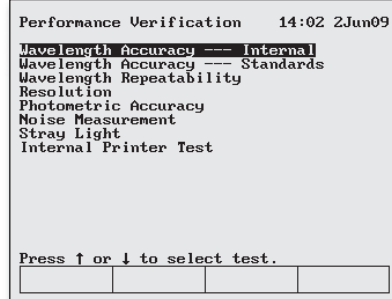 Performance Verification 14:02 2Jun09
Wavelength Accuracy --- Internal
Wavelength Accuracy --- Standards
Wavelength Repeatability
Resolution
Photometric Accuracy
Noise Measurement
Stray Light
Internal Printer Test
Press ↑ or ↓ to select test.